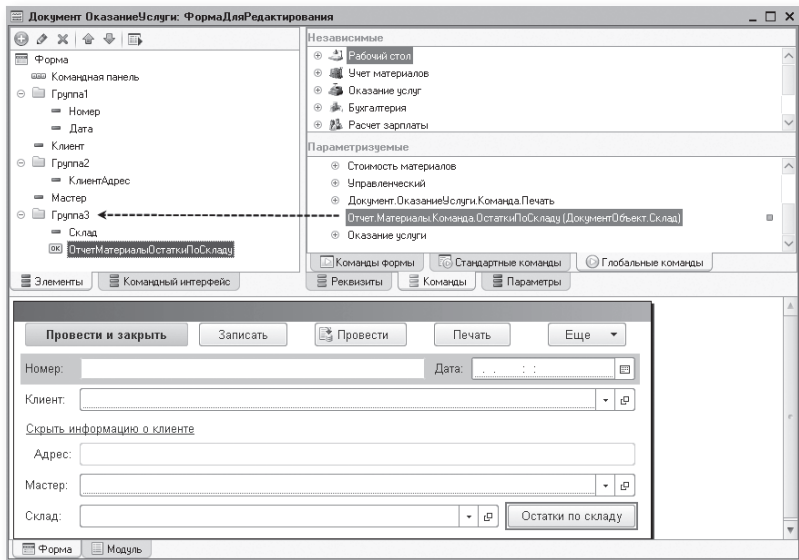 Документ ОказаниеУслуги: ФормаДляРедактирования
Форма
Командная панель
Группа1
Номер
Дата
Клиент
Группа2
КлиентАдрес
Мастер
Группа3
Склад
ОтчетМатериалыОстаткиПоСкладу
Элементы
Командный интерфейс
Независимые
Рабочий стол
Учет материалов
Оказание услуг
Бухгалтерия
Расчет зарплаты
Параметризуемые
Стоимость материалов
Управленческий
Документ.ОказаниеУслуги.Команда.Печать
Отчет.Материалы.Команда.ОстаткиПоСкладу (ДокументОбъект.Склад)
Оказание услуги
Команды формы
Стандартные команды
Глобальные команды
Реквизиты
Команды
Параметры
Провести и закрыть
Записать
Провести
Печать
Еще
Номер:
Дата: . . : :
Клиент:
Скрыть информацию о клиенте
Адрес:
Мастер:
Склад:
Остатки по складу
Форма
Модуль